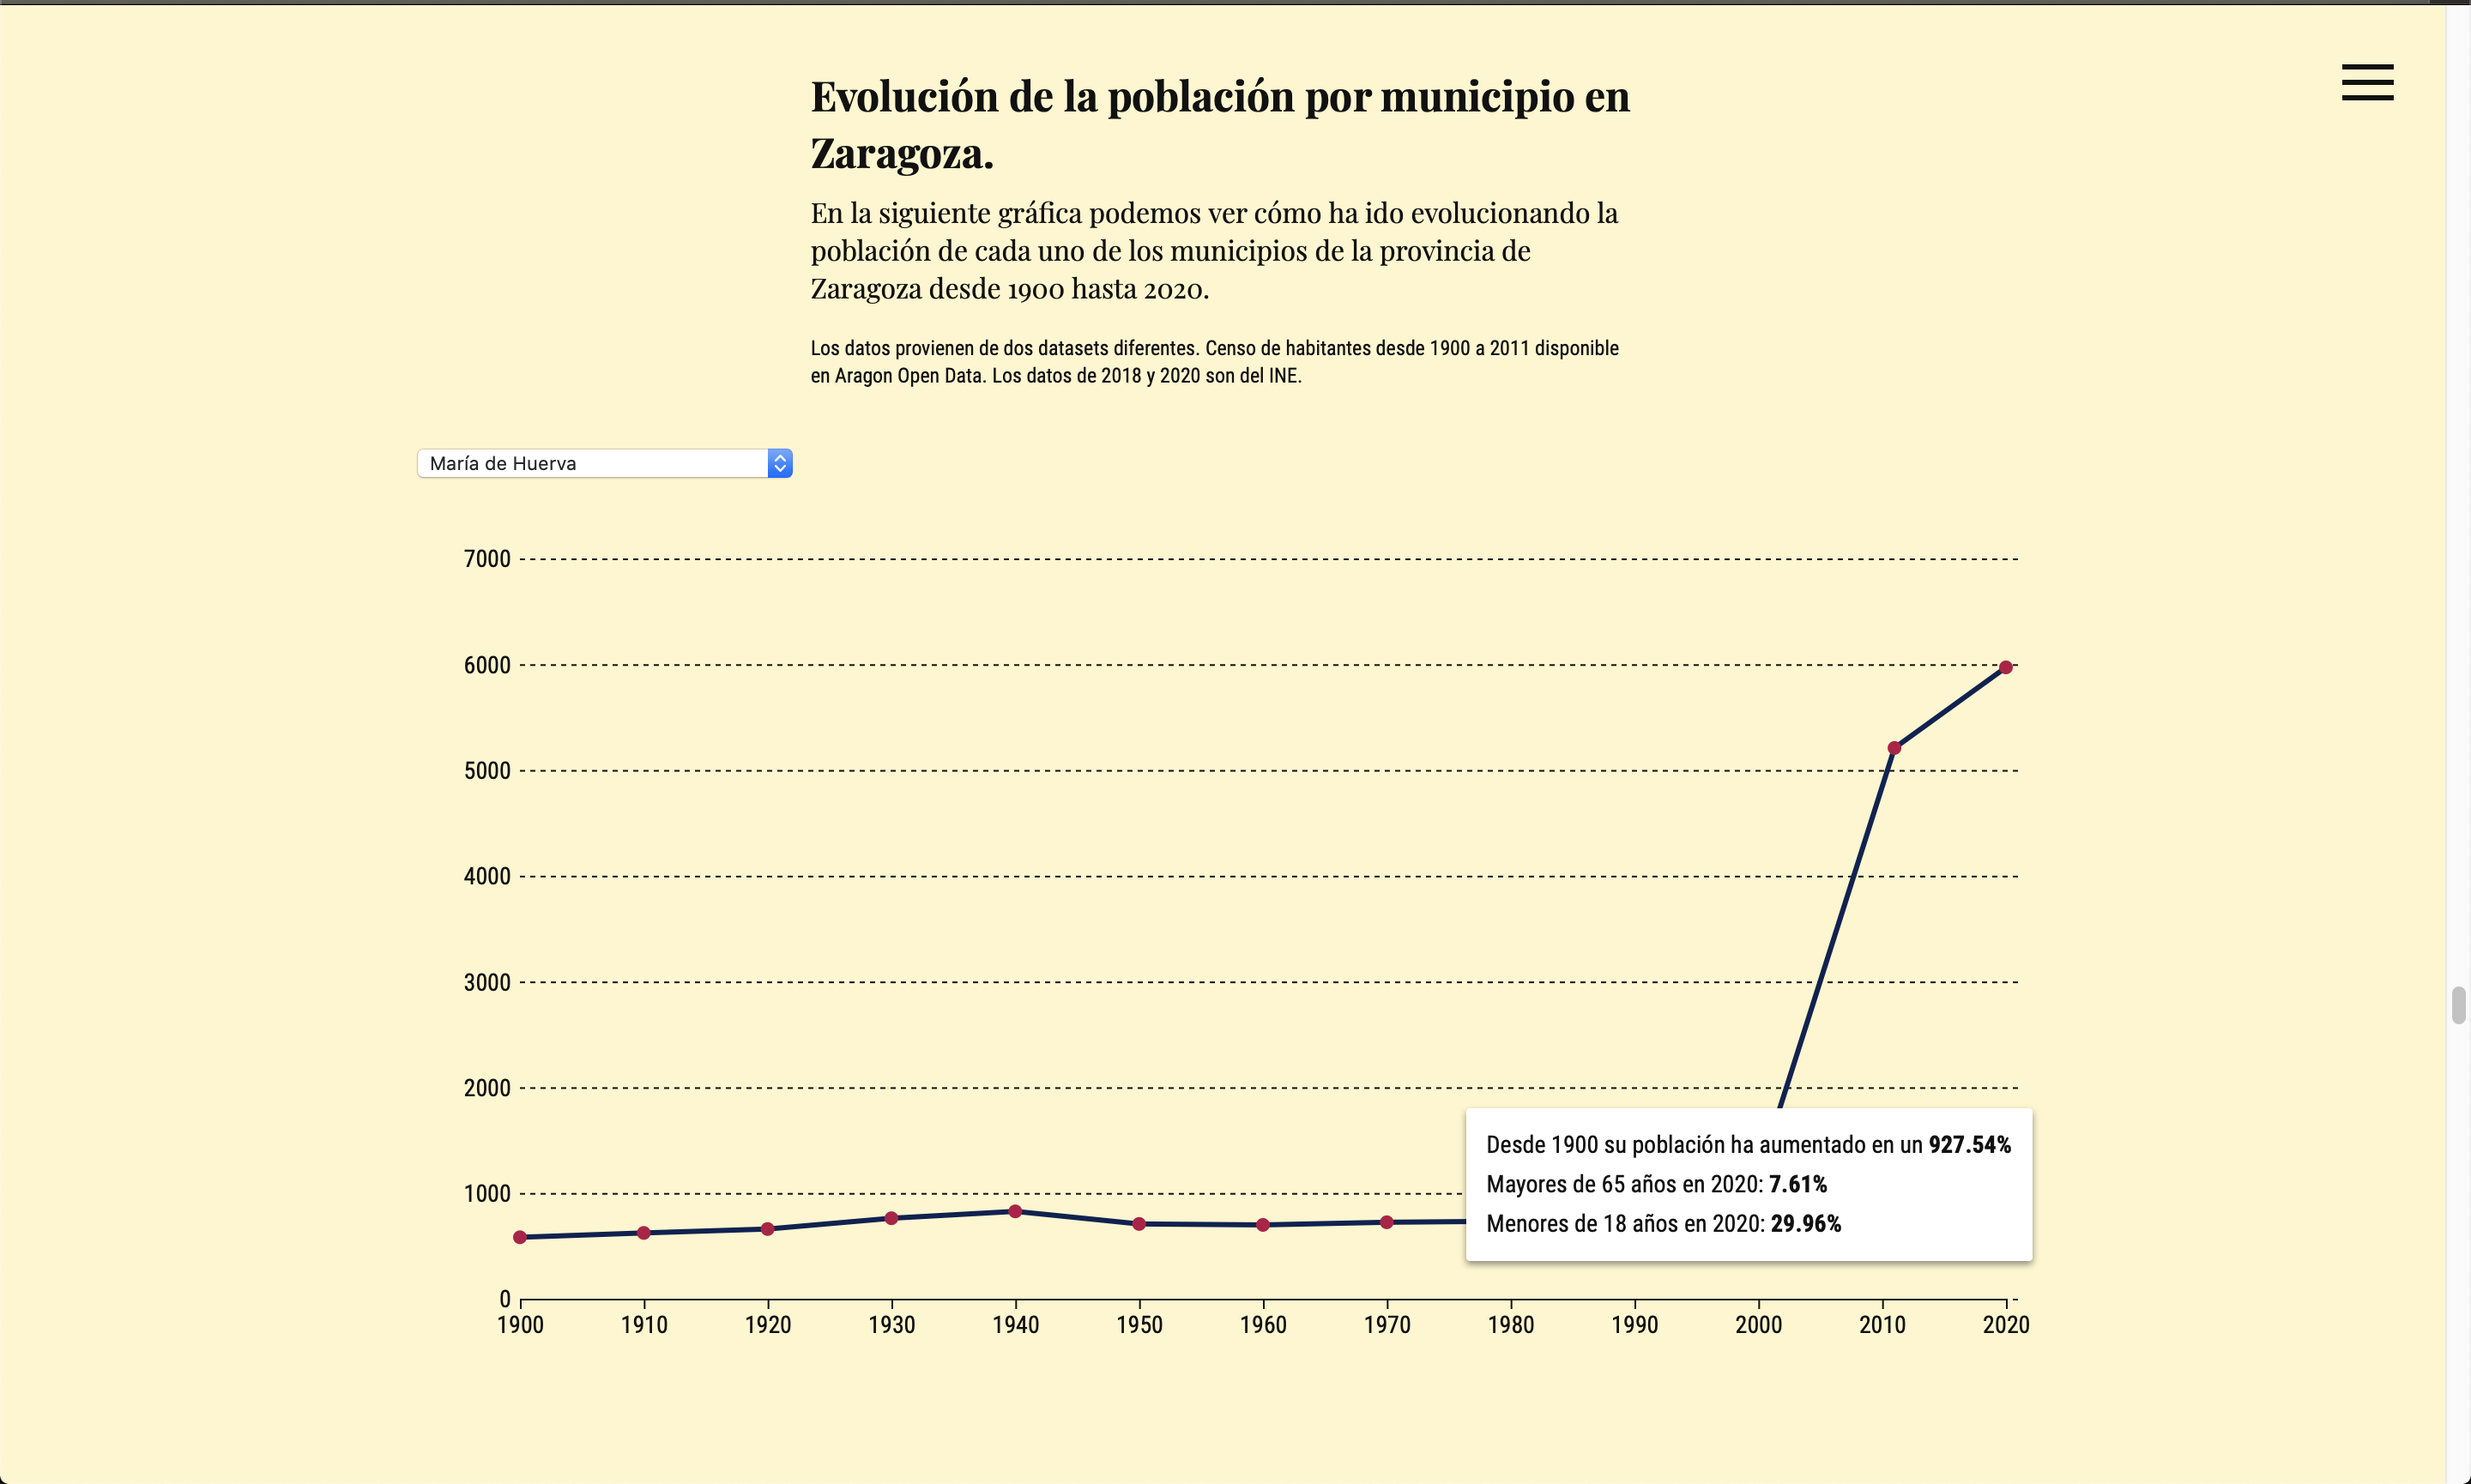 Evolución de la población por municipio en
Zaragoza.
En la siguiente gráfica podemos ver cómo ha ido evolucionando la
población de cada uno de los municipios de la provincia de
Zaragoza desde 1900 hasta 2020.
Los datos provienen de dos datasets diferentes. Censo de habitantes desde 1900 a 2011 disponible
en Aragon Open Data. Los datos de 2018 y 2020 son del INE.
María de Huerva
7000
6000
5000
4000
3000
2000
1000
0
Desde 1900 su población ha aumentado en un 927.54%
Mayores de 65 años en 2020: 7.61%
Menores de 18 años en 2020: 29.96%
1900 1910 1920 1930 1940 1950 1960 1970 1980 1990 2000 2010 2020